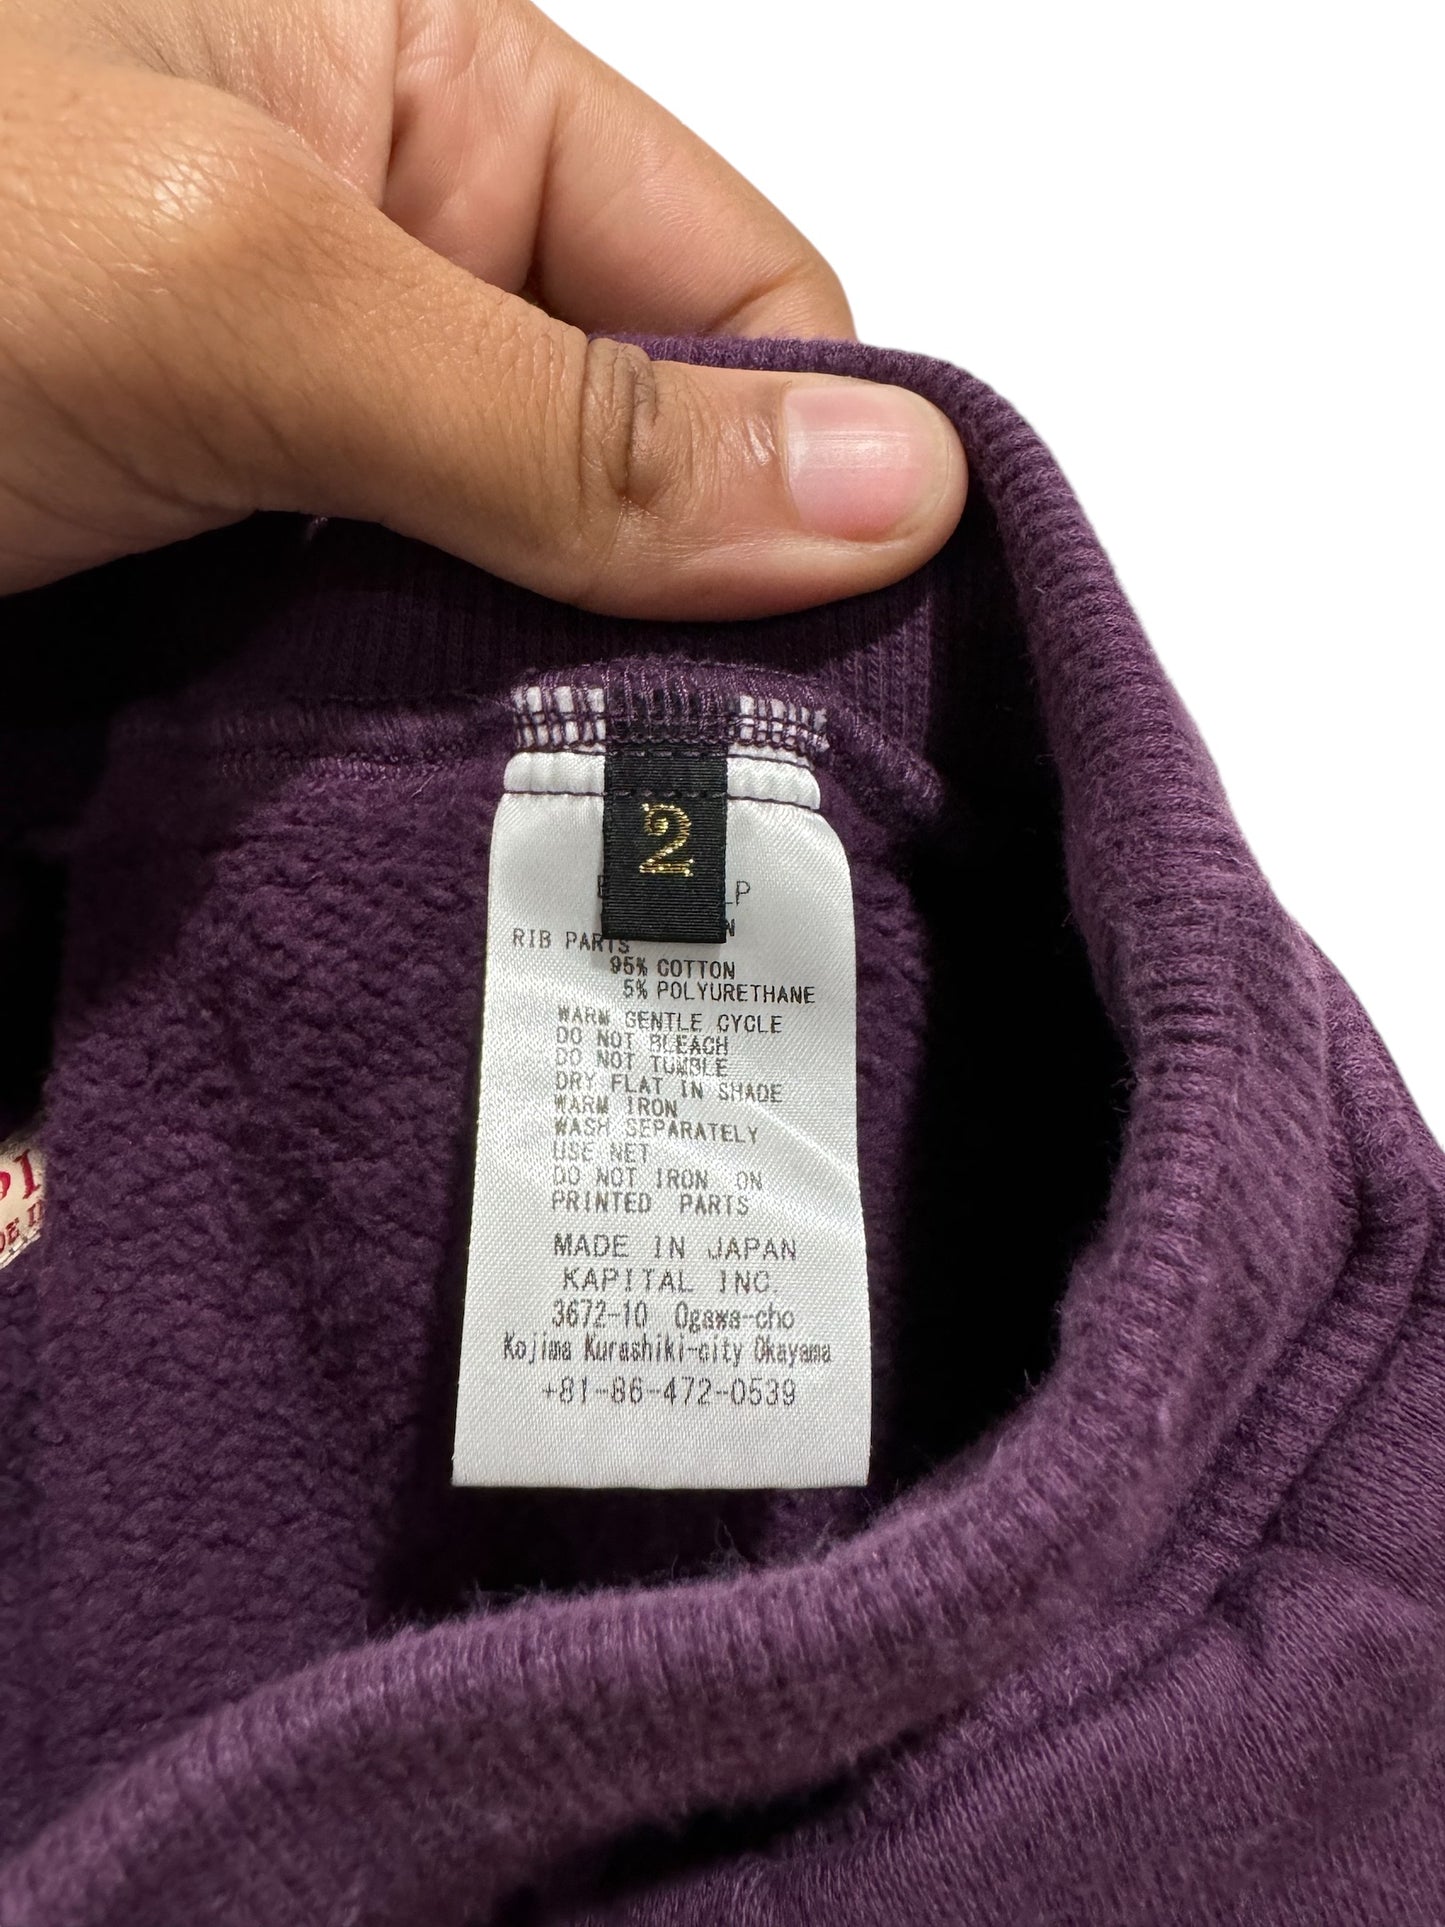 2
RIB PARTS
95% COTTON
5% POLYURETHANE
WARM GENTLE CYCLE
DO NOT BLEACH
DO NOT TUMBLE
DRY FLAT IN SHADE
WARM IRON
WASH SEPARATELY
USE NET
DO NOT IRON ON
PRINTED PARTS
MADE IN JAPAN
KAPITAL INC.
3672-10 Ogawa-cho
Kojima Kurashiki-city Okayama
+81-86-472-0539